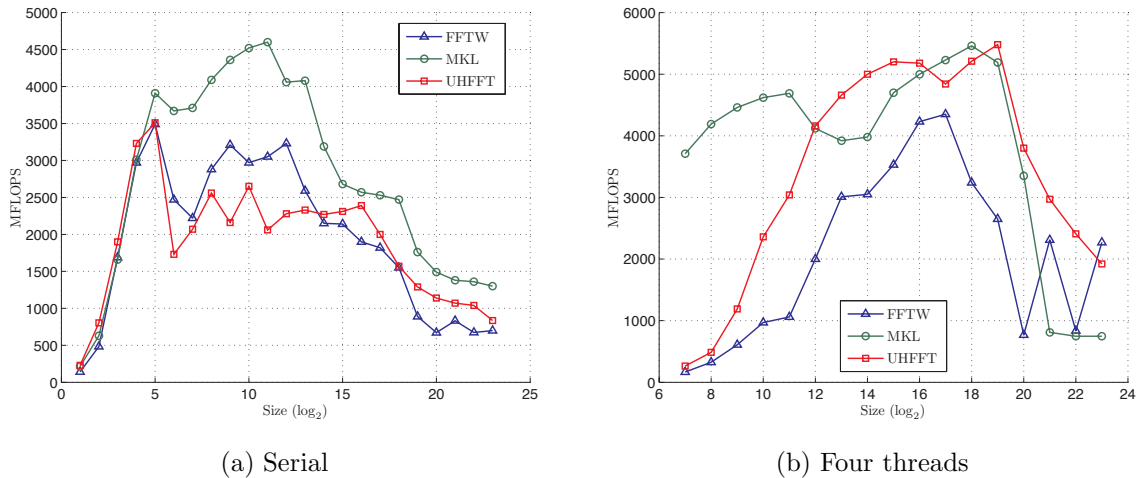 5000
4500
4000
3500
3000
2500
2000
1500
1000
500
0
MFLOPS
FFTW
MKL
UHFFT
0 5 10 15 20 25
Size (log2)
(a) Serial
6000
5000
4000
3000
2000
1000
0
MFLOPS
FFTW
MKL
UHFFT
6 8 10 12 14 16 18 20 22 24
Size (log2)
(b) Four threads